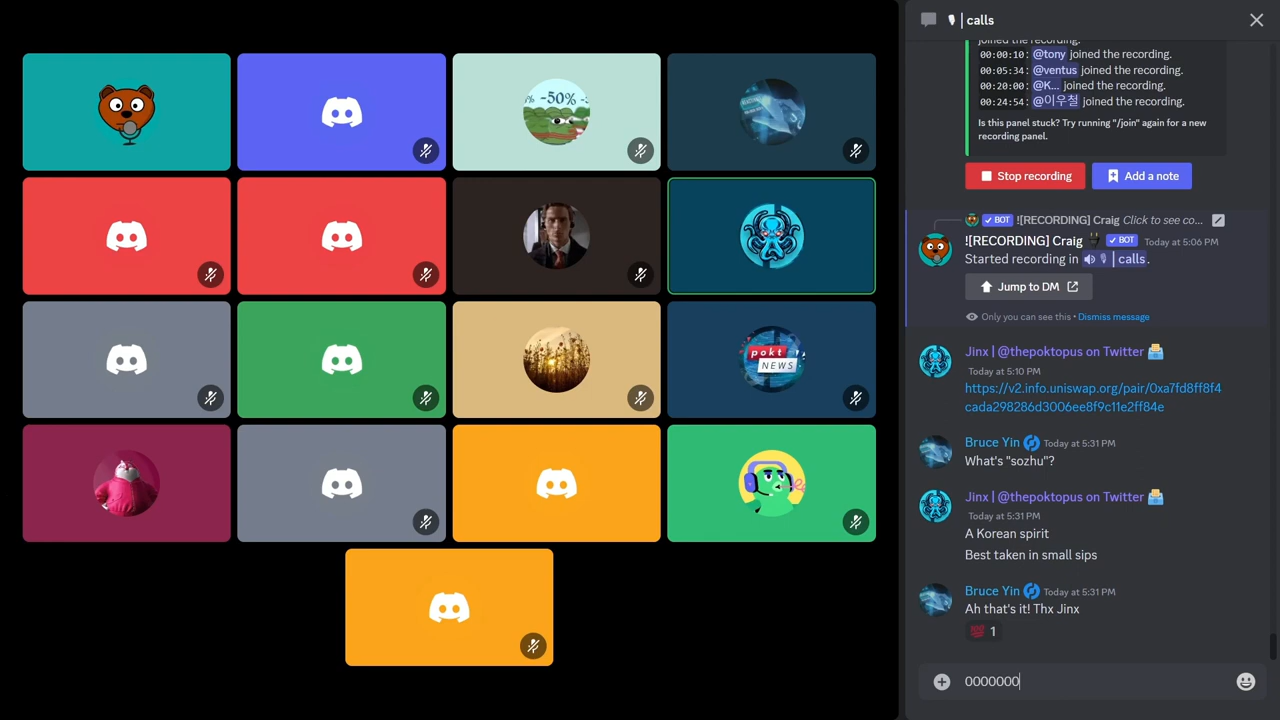 calls
joined the recording.
00:00:10: @tony joined the recording.
00:05:34: @ventus joined the recording.
00:20:00: @K... joined the recording.
00:24:54: @이우철 joined the recording.
Is this panel stuck? Try running "/join" again for a new
recording panel.
Stop recording
Add a note
BOT ![RECORDING] Craig Click to see co...
![RECORDING] Craig BOT Today at 5:06 PM
Started recording in calls.
Jump to DM
Only you can see this • Dismiss message
Jinx | @thepoktopus on Twitter
Today at 5:10 PM
https://v2.info.uniswap.org/pair/0xa7fd8ff8f4
cada298286d3006ee8f9c11e2ff84e
Bruce Yin Today at 5:31 PM
What's "sozhu"?
Jinx | @thepoktopus on Twitter
Today at 5:31 PM
A Korean spirit
Best taken in small sips
Bruce Yin Today at 5:31 PM
Ah that's it! Thx Jinx
1
0000000
% -50% -
pokt
NEWS